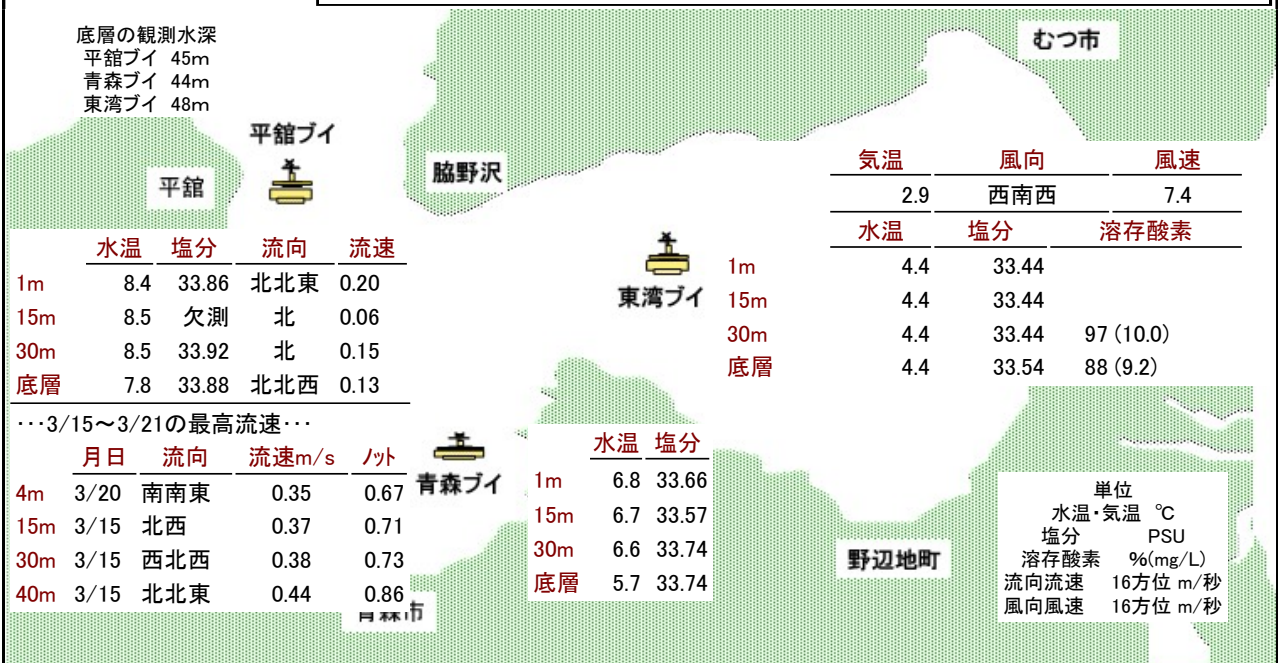 底層の観測水深
平舘ブイ 45m
青森ブイ 44m
東湾ブイ 48m
むつ市
平舘ブイ
脇野沢
平舘
気温 風向 風速
2.9 西南西 7.4
水温 塩分 溶存酸素
1m 4.4 33.44
15m 4.4 33.44
30m 4.4 33.44 97 (10.0)
底層 4.4 33.54 88 (9.2)
東湾ブイ
水温 塩分 流向 流速
1m 8.4 33.86 北北東 0.20
15m 8.5 欠測 北 0.06
30m 8.5 33.92 北 0.15
底層 7.8 33.88 北北西 0.13
･･･3/15～3/21の最高流速･･･
月日 流向 流速m/s ﾉｯﾄ
4m 3/20 南南東 0.35 0.67
15m 3/15 北西 0.37 0.71
30m 3/15 西北西 0.38 0.73
40m 3/15 北北東 0.44 0.86
青森ブイ
水温 塩分
1m 6.8 33.66
15m 6.7 33.57
30m 6.6 33.74
底層 5.7 33.74
青森市
野辺地町
単位
水温･気温 ℃
塩分 PSU
溶存酸素 %(mg/L)
流向流速 16方位 m/秒
風向風速 16方位 m/秒